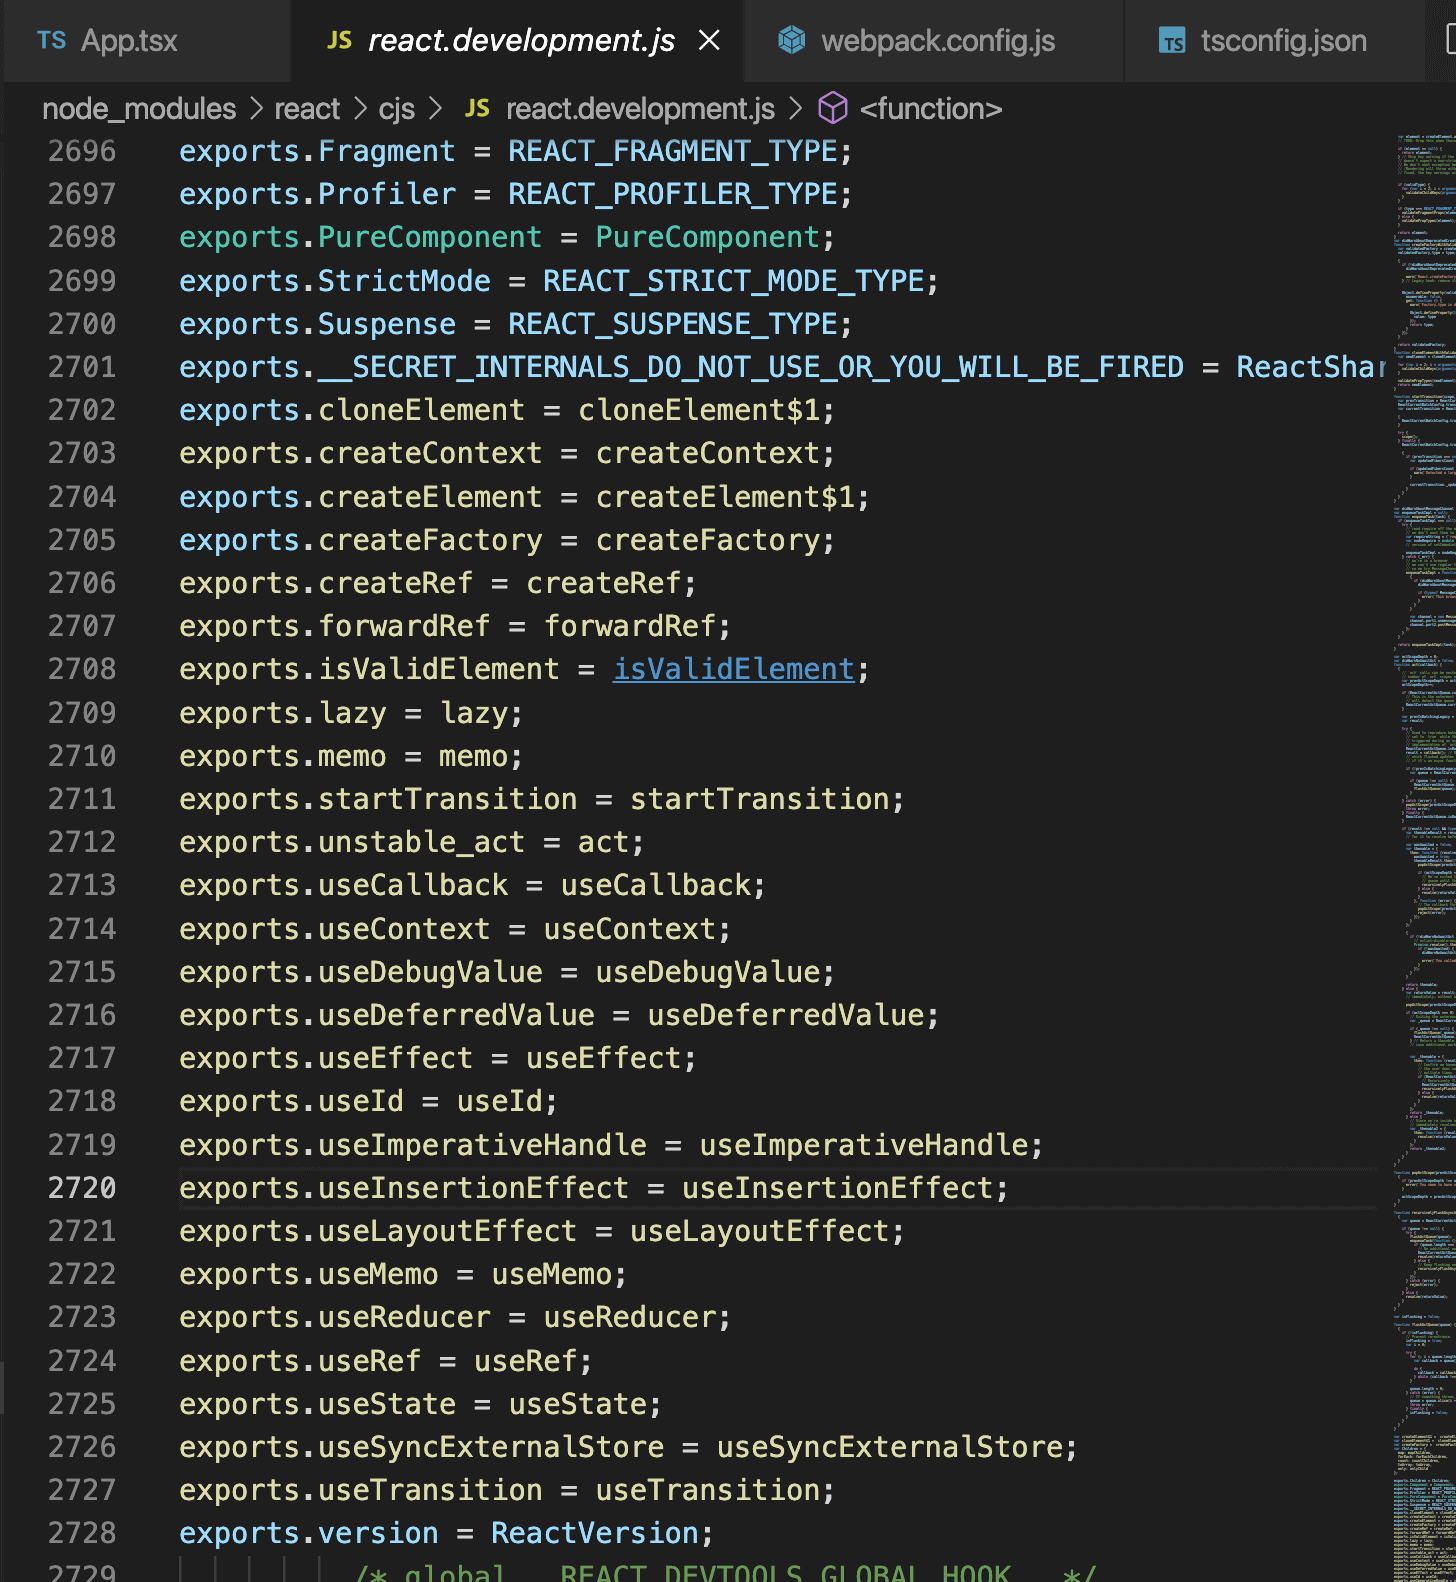 TS App.tsx
JS react.development.js
webpack.config.js
TS tsconfig.json
node_modules > react > cjs > JS react.development.js > <function>
2696 exports.Fragment = REACT_FRAGMENT_TYPE;
2697 exports.Profiler = REACT_PROFILER_TYPE;
2698 exports.PureComponent = PureComponent;
2699 exports.StrictMode = REACT_STRICT_MODE_TYPE;
2700 exports.Suspense = REACT_SUSPENSE_TYPE;
2701 exports.__SECRET_INTERNALS_DO_NOT_USE_OR_YOU_WILL_BE_FIRED = ReactShar
2702 exports.cloneElement = cloneElement$1;
2703 exports.createContext = createContext;
2704 exports.createElement = createElement$1;
2705 exports.createFactory = createFactory;
2706 exports.createRef = createRef;
2707 exports.forwardRef = forwardRef;
2708 exports.isValidElement = isValidElement;
2709 exports.lazy = lazy;
2710 exports.memo = memo;
2711 exports.startTransition = startTransition;
2712 exports.unstable_act = act;
2713 exports.useCallback = useCallback;
2714 exports.useContext = useContext;
2715 exports.useDebugValue = useDebugValue;
2716 exports.useDeferredValue = useDeferredValue;
2717 exports.useEffect = useEffect;
2718 exports.useId = useId;
2719 exports.useImperativeHandle = useImperativeHandle;
2720 exports.useInsertionEffect = useInsertionEffect;
2721 exports.useLayoutEffect = useLayoutEffect;
2722 exports.useMemo = useMemo;
2723 exports.useReducer = useReducer;
2724 exports.useRef = useRef;
2725 exports.useState = useState;
2726 exports.useSyncExternalStore = useSyncExternalStore;
2727 exports.useTransition = useTransition;
2728 exports.version = ReactVersion;
2729 /* global __REACT_DEVTOOLS_GLOBAL_HOOK__ */